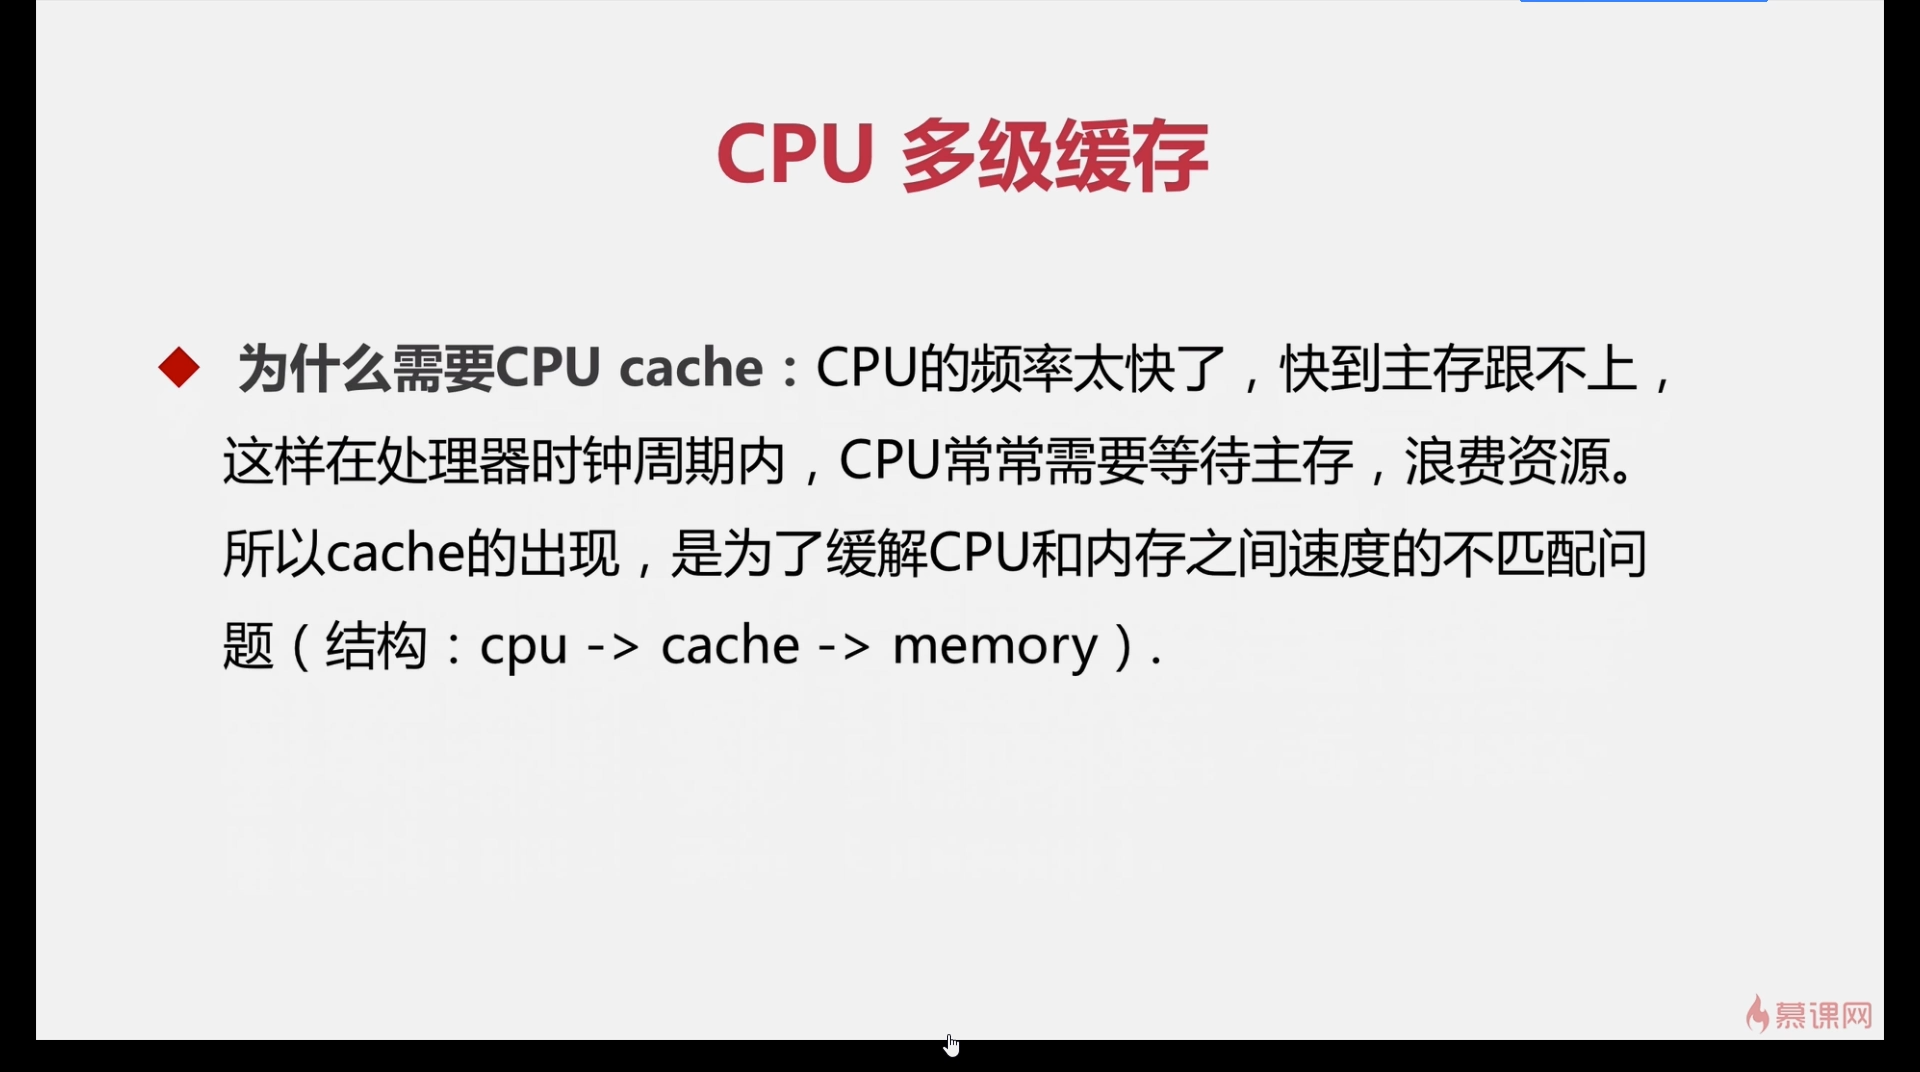 CPU 多级缓存
为什么需要CPU cache：CPU的频率太快了，快到主存跟不上，
这样在处理器时钟周期内，CPU常常需要等待主存，浪费资源。
所以cache的出现，是为了缓解CPU和内存之间速度的不匹配问
题（结构：cpu -> cache -> memory）.
慕课网